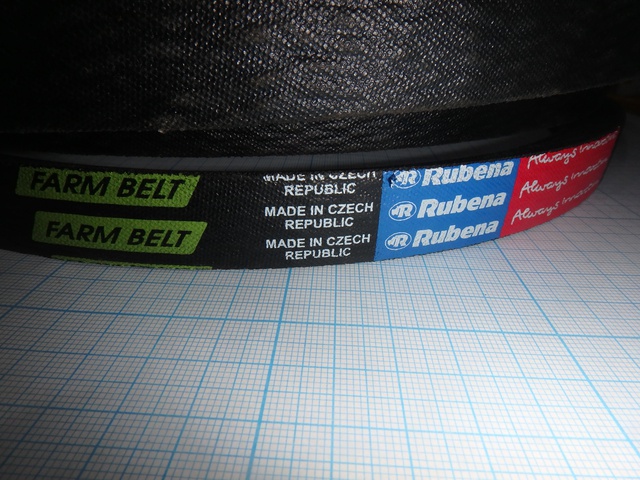 FARM BELT
FARM BELT
MADE IN CZECH
REPUBLIC
MADE IN CZECH
REPUBLIC
MADE IN CZECH
REPUBLIC
Rubena
Rubena
Rubena
Always
Always
Always